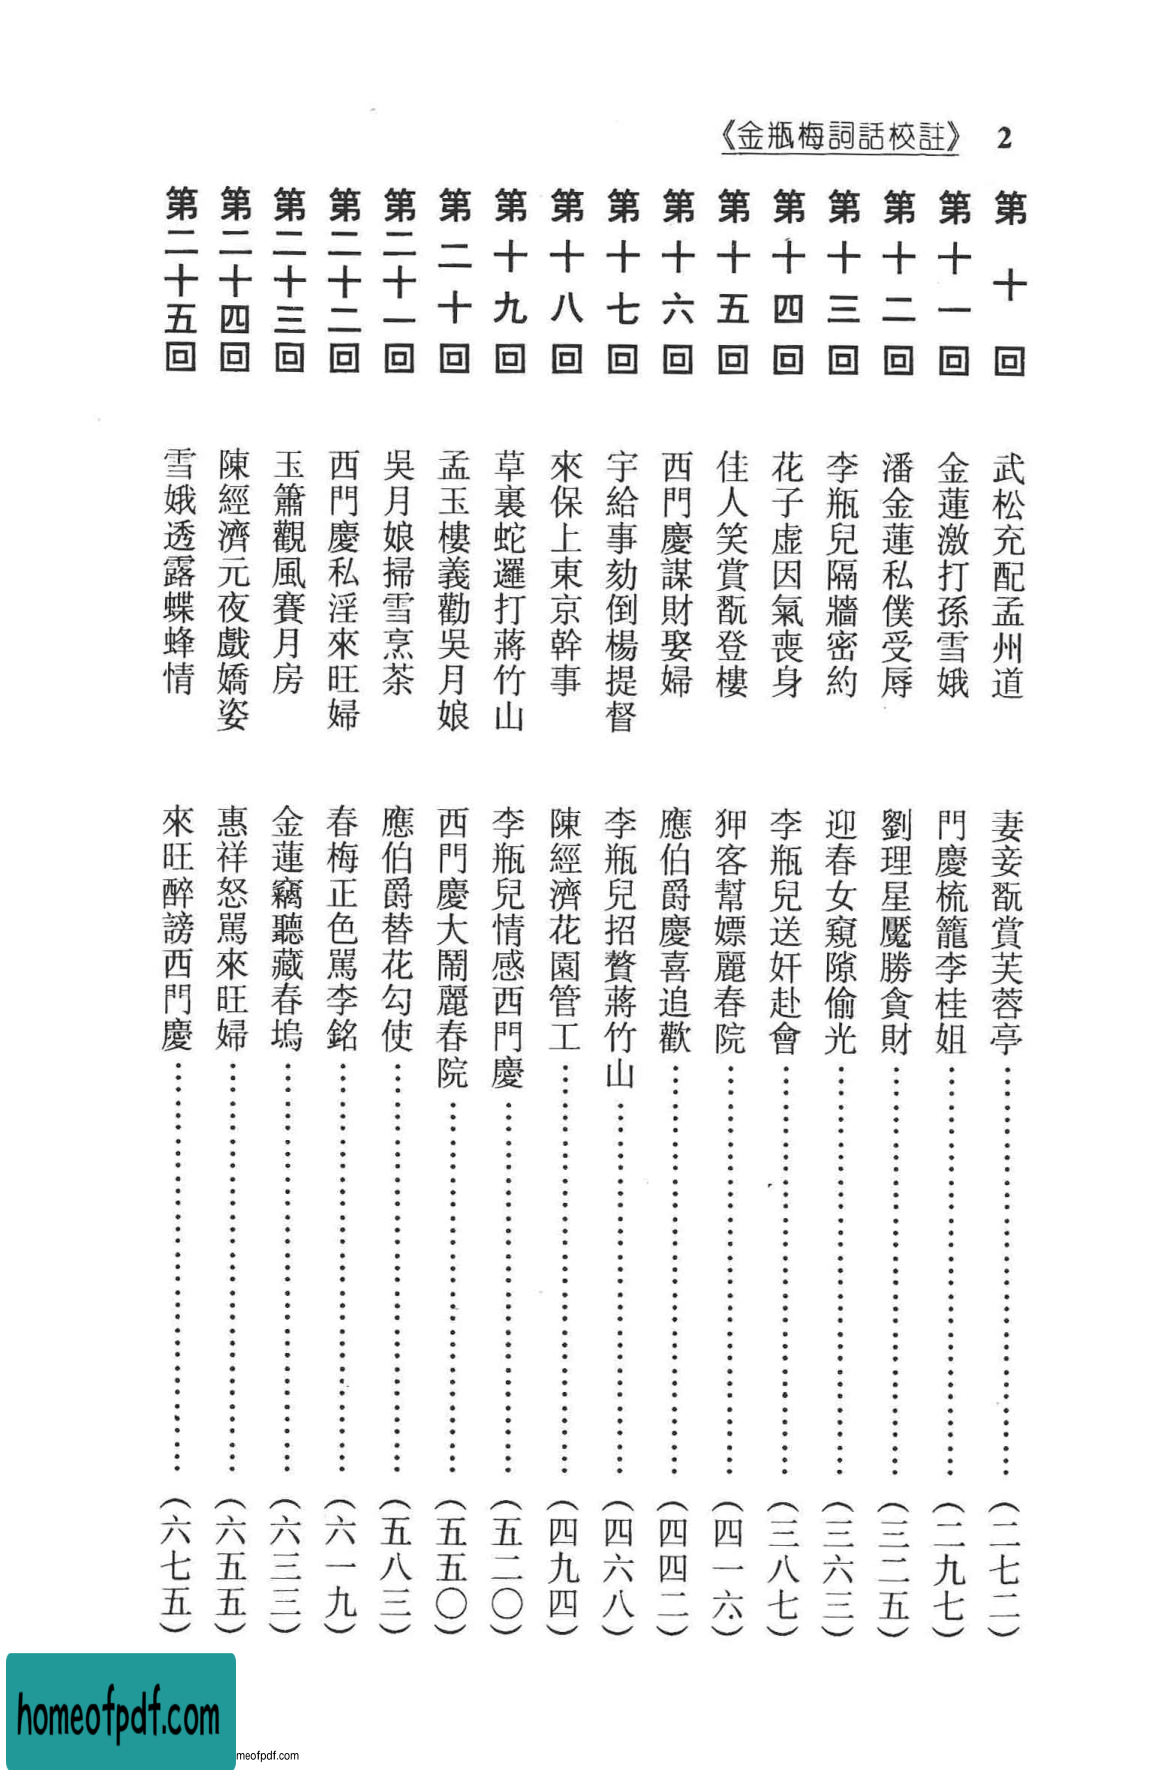 《金瓶梅詞話校註》 2
第十回 武松充配孟州道 妻妾翫賞芙蓉亭……（二七二）
第十一回 金蓮激打孫雪娥 門慶梳籠李桂姐……（二九七）
第十二回 潘金蓮私僕受辱 劉理星魘勝貪財……（三二五）
第十三回 李瓶兒隔牆密約 迎春女窺隙偷光……（三六三）
第十四回 花子虛因氣喪身 李瓶兒送奸赴會……（三八七）
第十五回 佳人笑賞翫登樓 狎客幫嫖麗春院……（四一六）
第十六回 西門慶謀財娶婦 應伯爵慶喜追歡……（四四二）
第十七回 宇給事劾倒楊提督 李瓶兒招贅蔣竹山……（四六八）
第十八回 來保上東京幹事 陳經濟花園管工……（四九四）
第十九回 草裏蛇邏打蔣竹山 李瓶兒情感西門慶……（五二〇）
第二十回 孟玉樓義勸吳月娘 西門慶大鬧麗春院……（五五〇）
第二十一回 吳月娘掃雪烹茶 應伯爵替花勾使……（五八三）
第二十二回 西門慶私淫來旺婦 春梅正色罵李銘……（六一九）
第二十三回 玉簫觀風賽月房 金蓮竊聽藏春塢……（六三三）
第二十四回 陳經濟元夜戲嬌姿 惠祥怒罵來旺婦……（六五五）
第二十五回 雪娥透露蝶蜂情 來旺醉謗西門慶……（六七五）
homeofpdf.com
meofpdf.com